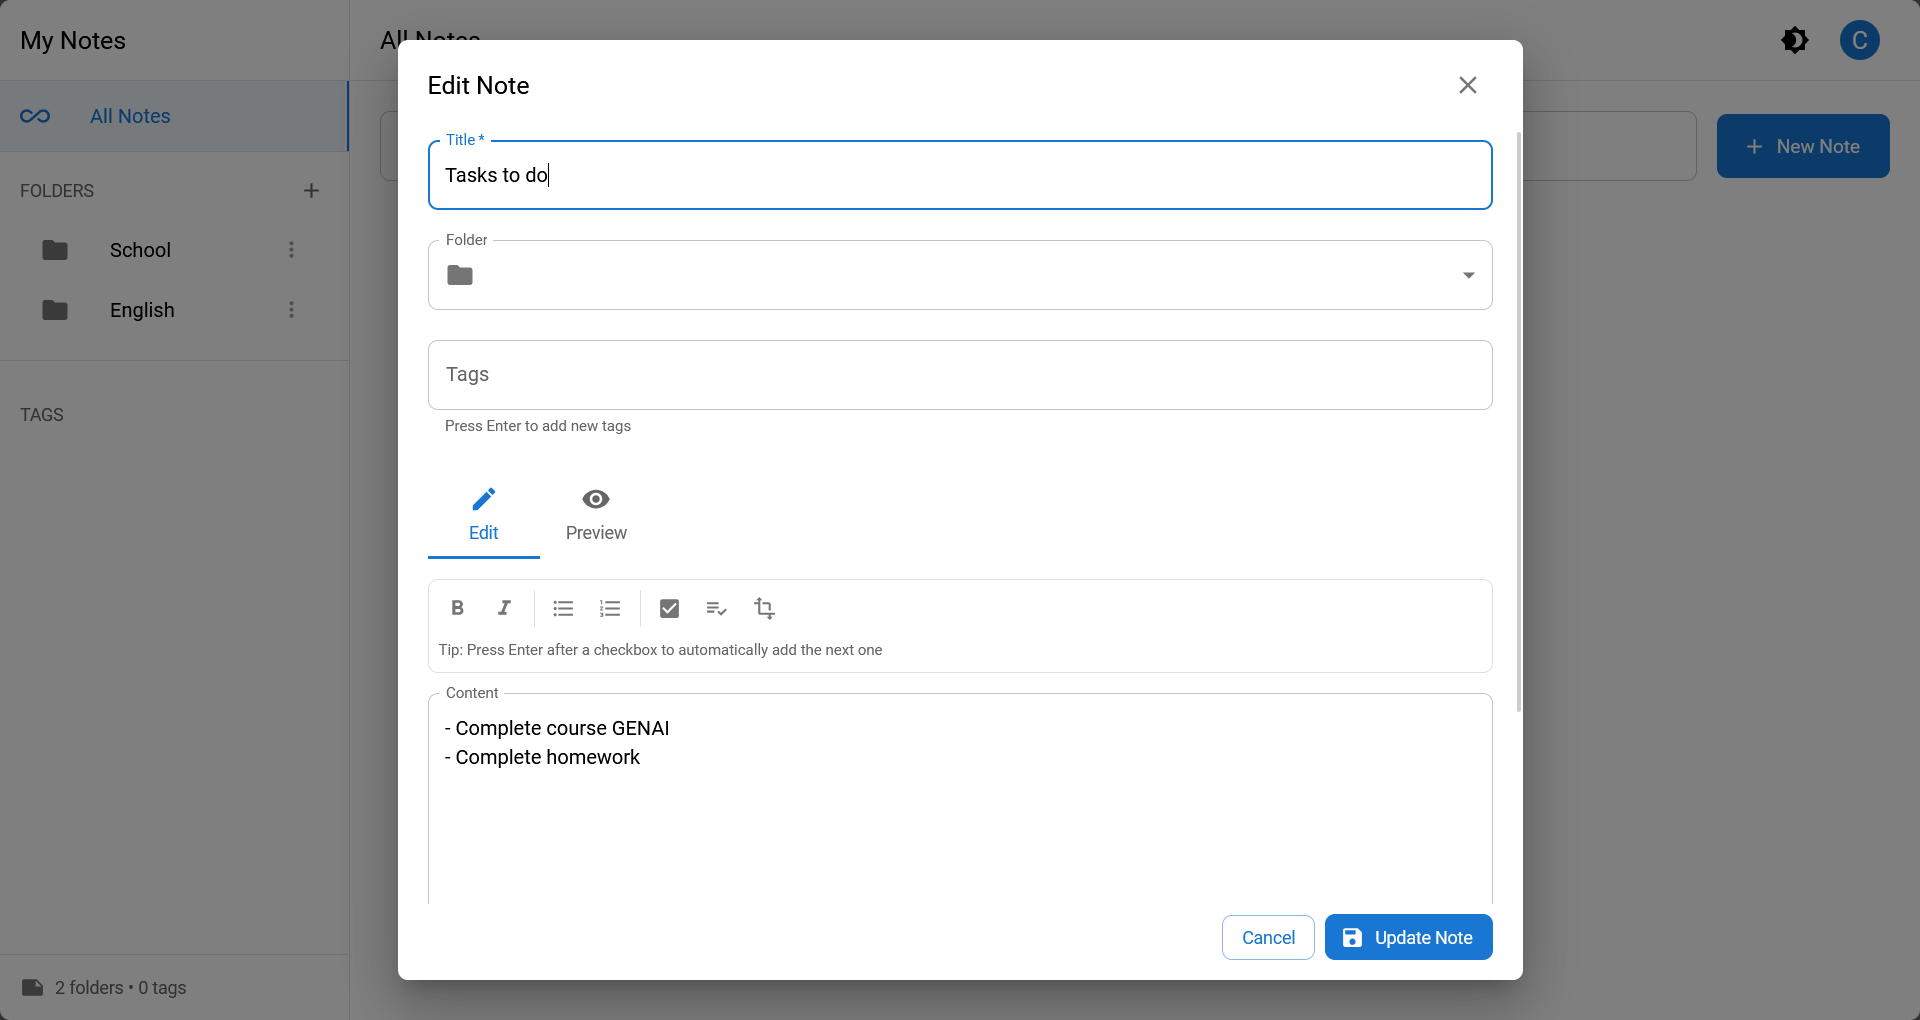 My Notes
All Notes
C
All Notes
FOLDERS
School
English
TAGS
2 folders • 0 tags
New Note
Edit Note
Title *
Tasks to do
Folder
Tags
Press Enter to add new tags
Edit
Preview
B I
Tip: Press Enter after a checkbox to automatically add the next one
Content
- Complete course GENAI
- Complete homework
Cancel
Update Note